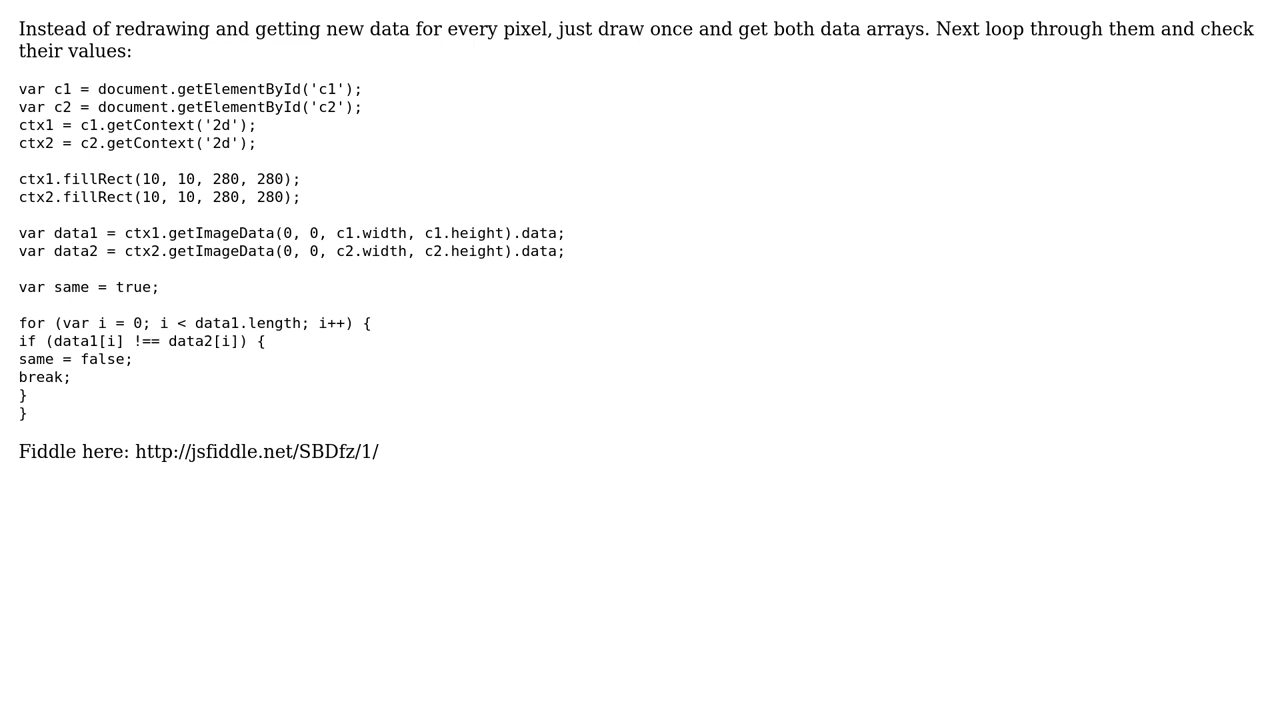 Instead of redrawing and getting new data for every pixel, just draw once and get both data arrays. Next loop through them and check
their values:
var c1 = document.getElementById('c1');
var c2 = document.getElementById('c2');
ctx1 = c1.getContext('2d');
ctx2 = c2.getContext('2d');
ctx1.fillRect(10, 10, 280, 280);
ctx2.fillRect(10, 10, 280, 280);
var data1 = ctx1.getImageData(0, 0, c1.width, c1.height).data;
var data2 = ctx2.getImageData(0, 0, c2.width, c2.height).data;
var same = true;
for (var i = 0; i < data1.length; i++) {
if (data1[i] !== data2[i]) {
same = false;
break;
}
}
Fiddle here: http://jsfiddle.net/SBDfz/1/